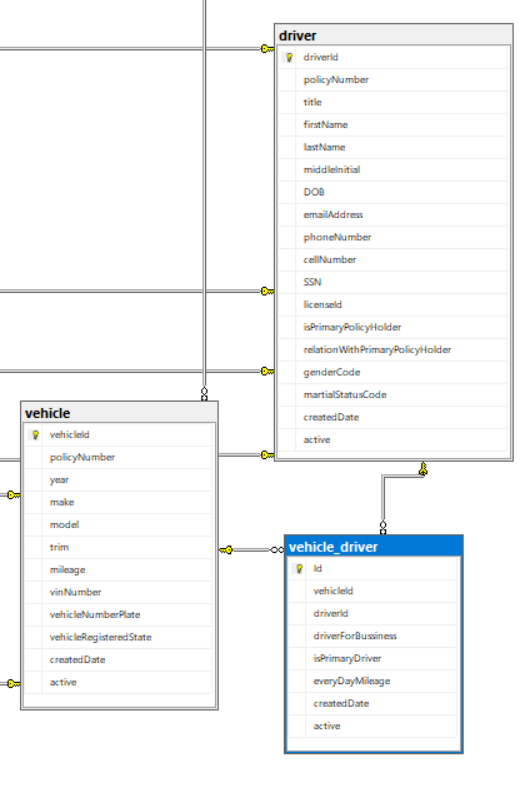 driver
driverId
policyNumber
title
firstName
lastName
middleInitial
DOB
emailAddress
phoneNumber
cellNumber
SSN
licenseId
isPrimaryPolicyHolder
relationWithPrimaryPolicyHolder
genderCode
martialStatusCode
createdDate
active
vehicle
vehicleId
policyNumber
year
make
model
trim
mileage
vinNumber
vehicleNumberPlate
vehicleRegisteredState
createdDate
active
vehicle_driver
Id
vehicleId
driverId
driverForBussiness
isPrimaryDriver
everyDayMileage
createdDate
active